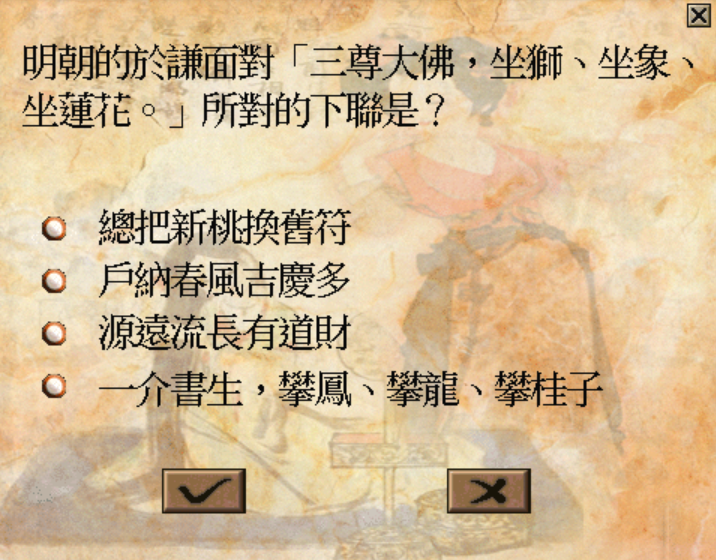 明朝的於謙面對「三尊大佛，坐獅、坐象、
坐蓮花。」所對的下聯是？
總把新桃換舊符
戶納春風吉慶多
源遠流長有道財
一介書生，攀鳳、攀龍、攀桂子